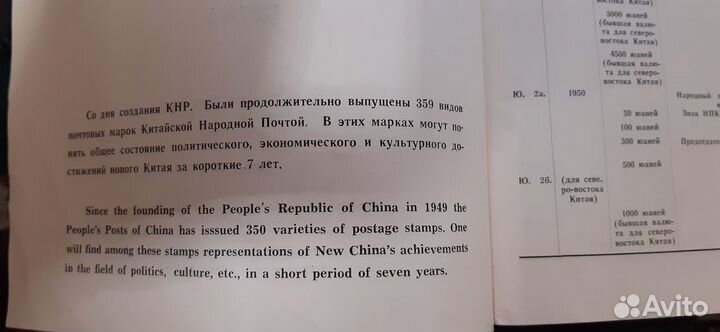 Со дня создания КНР. Были продолжительно выпущены 359 видов
почтовых марок Китайской Народной Почтой. В этих марках могут по-
нять общее состояние политического, экономического и культурного до-
стяжений нового Китая за короткие 7 лет.
Since the founding of the People's Republic of China in 1949 the
People's Posts of China has isssued 350 varieties of postage stamps. One
will find among these stamps representations of New China's achievements
in the field of politics, culture, etc., in a short period of seven years.
востока Китая)
3000 юаней
(бывшая валю-
та для северо-
востока Китая)
4500 юаней
(бывшая валюта
для северо-
востока Китая)
Ю. 2а. 1950 Народный
50 юаней Знак НПК
100 юаней
300 юаней Председате
500 юаней
Ю. 2б. (для севе-
ро-востока
Китая)
1000 юаней
(бывшая валю-
та для северо-
востока Китая)
Avito